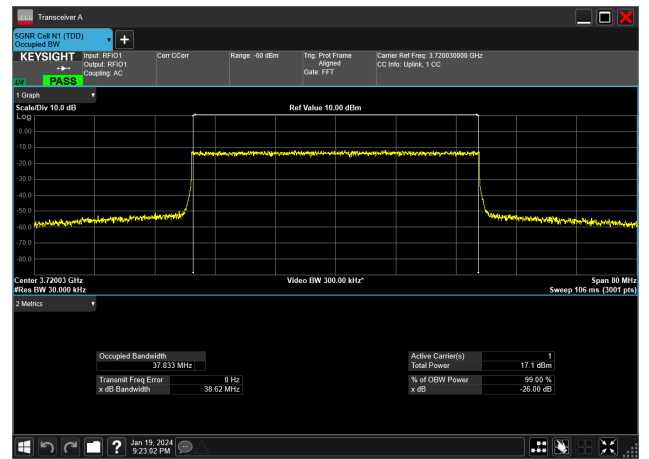 Transceiver A
5GNR Cell N1 (TDD)
Occupied BW
KEYSIGHT
Input: RFIO1
Output: RFIO1
Coupling: AC
Corr CCorr
Range: -60 dBm
Trig: Prot Frame
Aligned
Gate: FFT
Carrier Ref Freq: 3.720030000 GHz
CC Info: Uplink, 1 CC
LW PASS
1 Graph
Scale/Div 10.0 dB
Ref Value 10.00 dBm
Log
0.00
-10.0
-20.0
-30.0
-40.0
-50.0
-60.0
-70.0
-80.0
Center 3.72003 GHz
Video BW 300.00 kHz*
Span 80 MHz
#Res BW 30.000 kHz
Sweep 106 ms (3001 pts)
2 Metrics
Occupied Bandwidth
37.833 MHz
Transmit Freq Error 0 Hz
x dB Bandwidth 38.62 MHz
Active Carrier(s) 1
Total Power 17.1 dBm
% of OBW Power 99.00 %
x dB -26.00 dB
Jan 19, 2024
9:23:02 PM